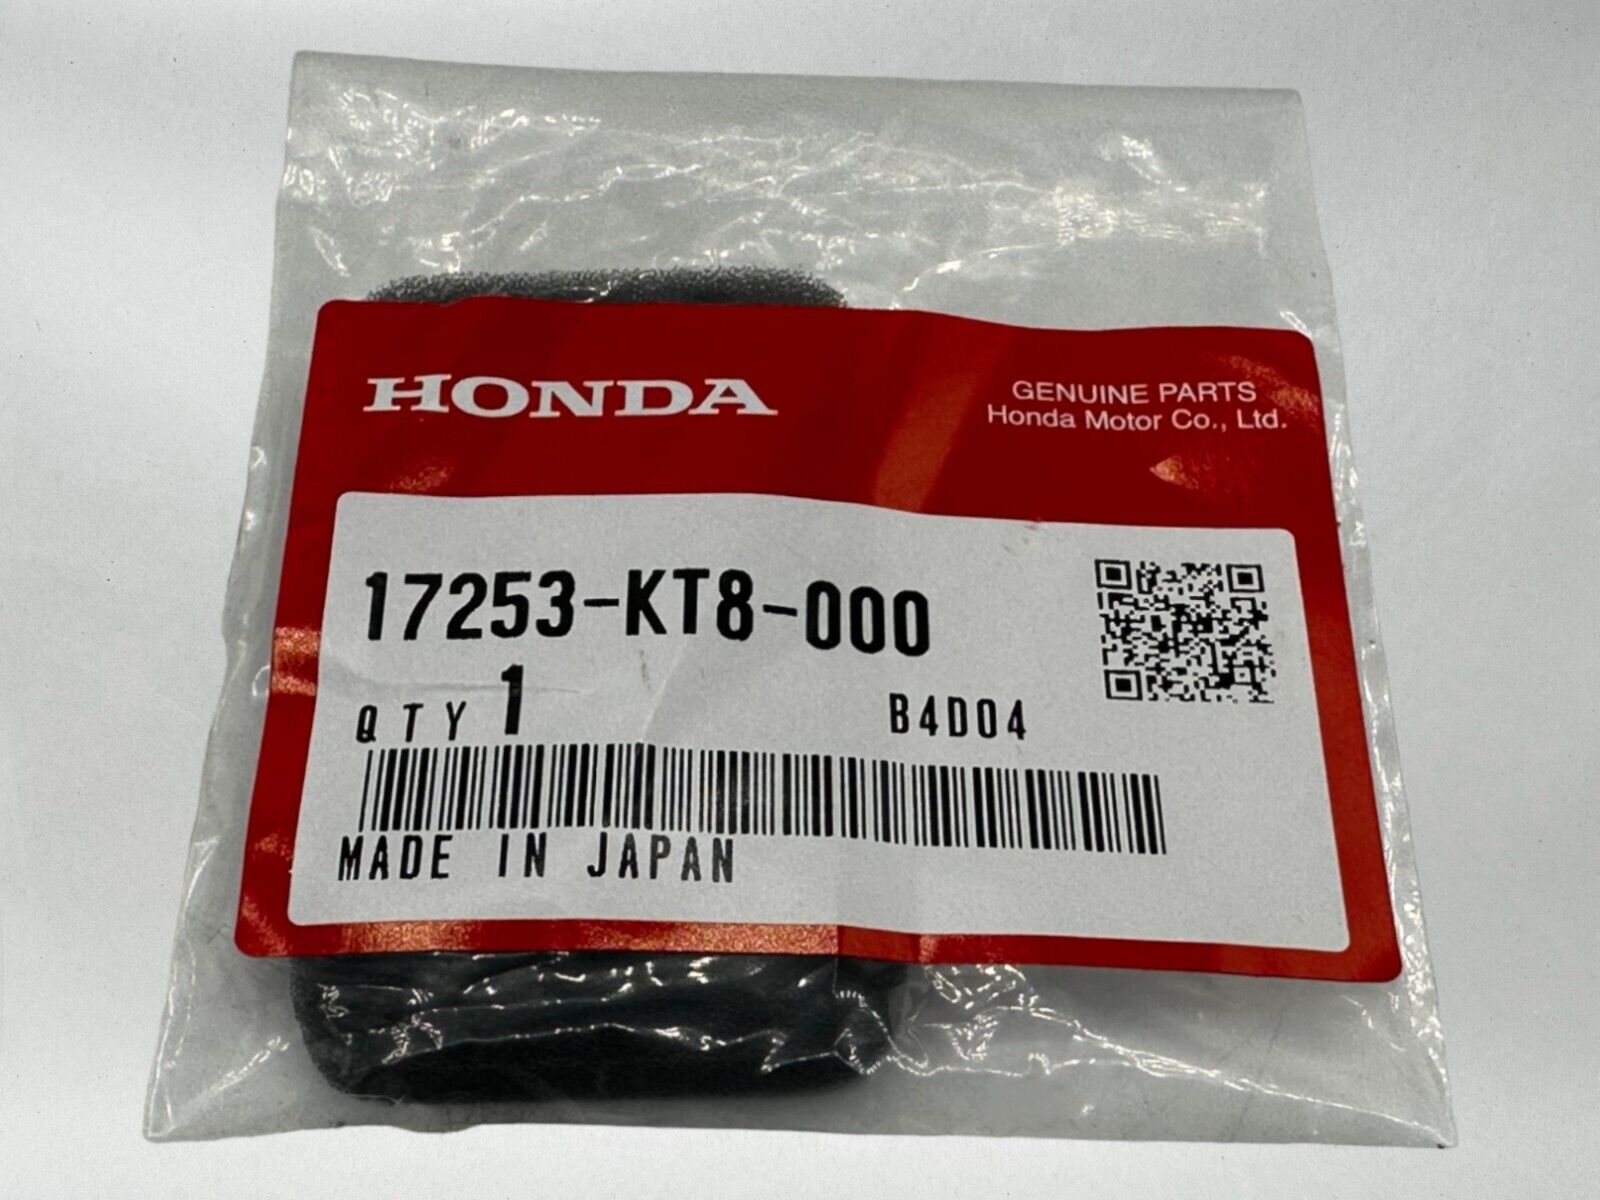 HONDA
GENUINE PARTS
Honda Motor Co., Ltd.
17253-KT8-000
QTY 1
B4D04
MADE IN JAPAN